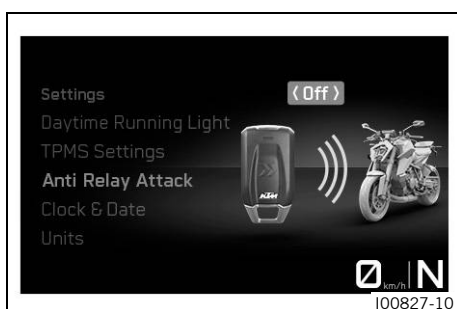 Settings
⟨ Off ⟩
Daytime Running Light
TPMS Settings
Anti Relay Attack
Clock & Date
Units
KTM
0 km/h N
I00827-10